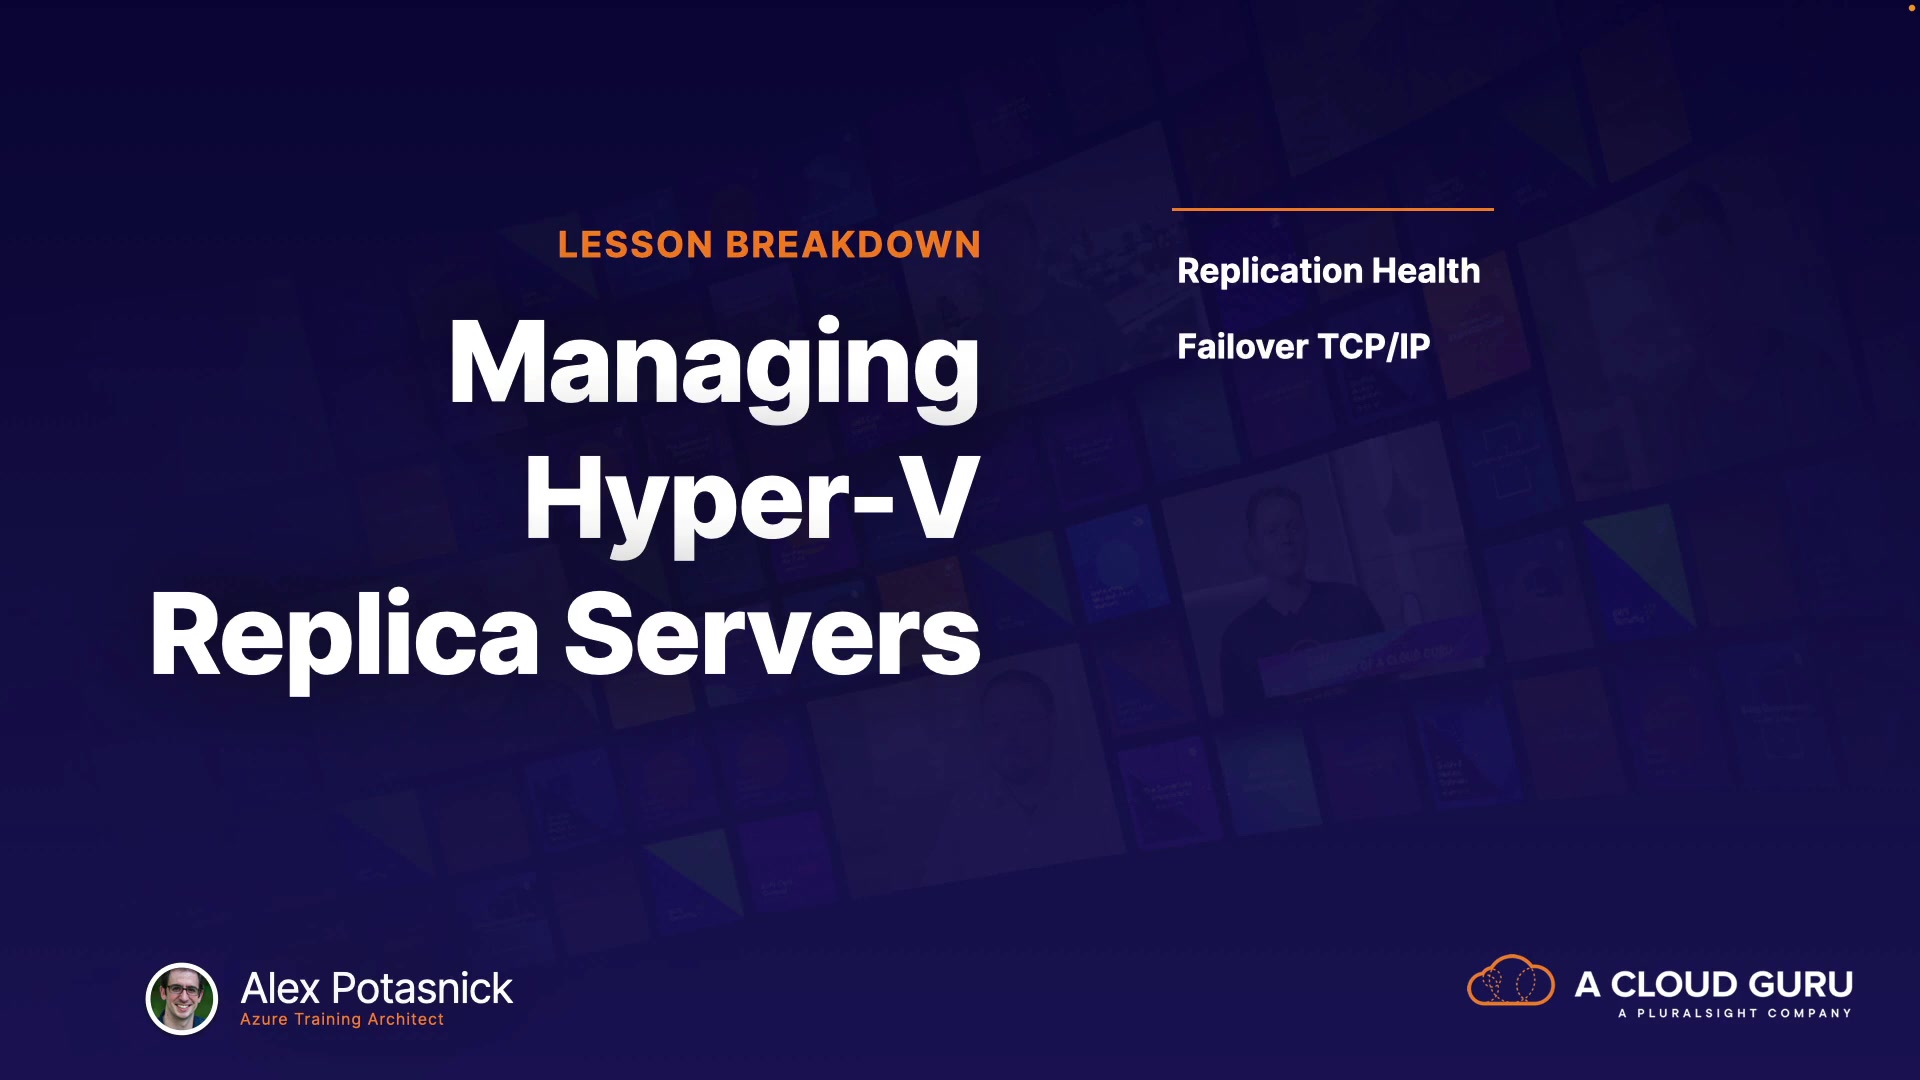 LESSON BREAKDOWN
Managing
Hyper-V
Replica Servers
Replication Health
Failover TCP/IP
Alex Potasnick
Azure Training Architect
A CLOUD GURU
A PLURALSIGHT COMPANY